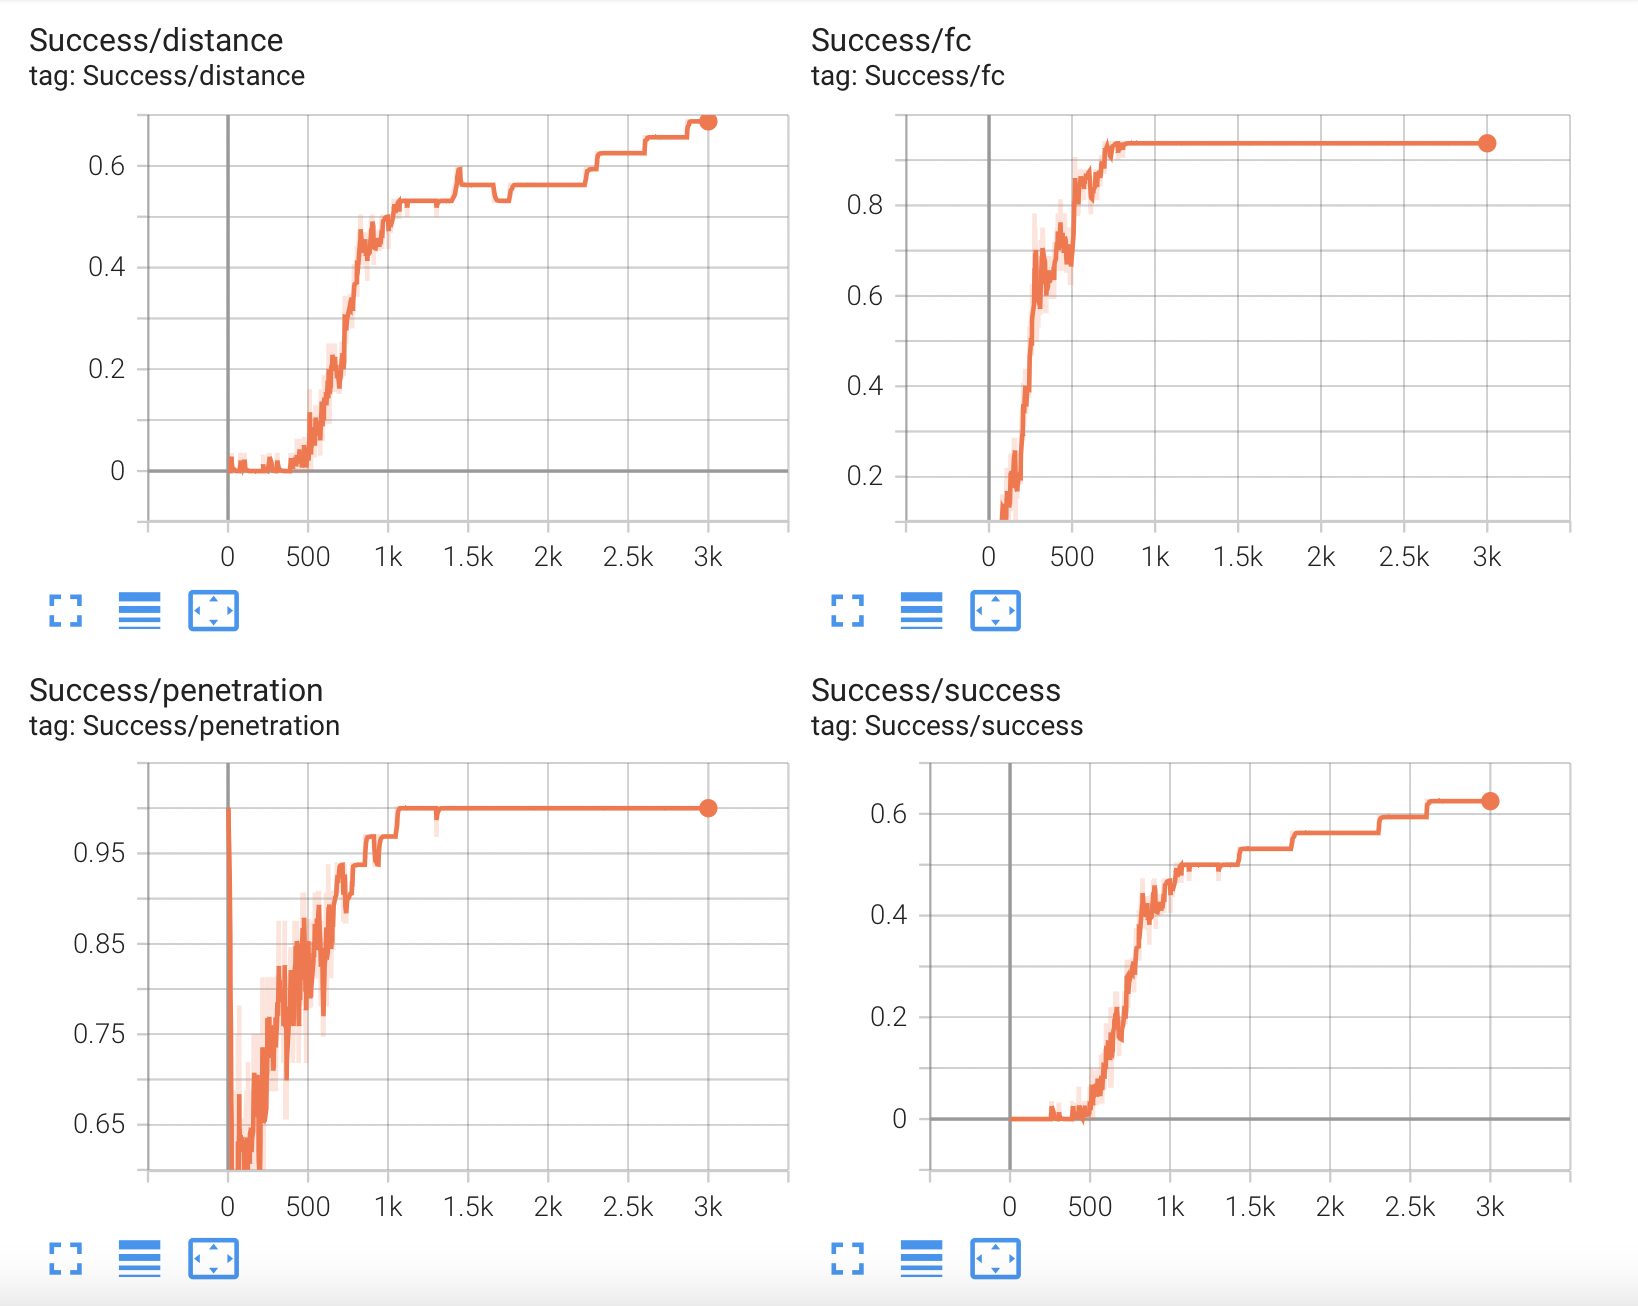 Success/distance
tag: Success/distance
0.6
0.4
0.2
0
0 500 1k 1.5k 2k 2.5k 3k
Success/fc
tag: Success/fc
0.8
0.6
0.4
0.2
0 500 1k 1.5k 2k 2.5k 3k
Success/penetration
tag: Success/penetration
0.95
0.85
0.75
0.65
0 500 1k 1.5k 2k 2.5k 3k
Success/success
tag: Success/success
0.6
0.4
0.2
0
0 500 1k 1.5k 2k 2.5k 3k